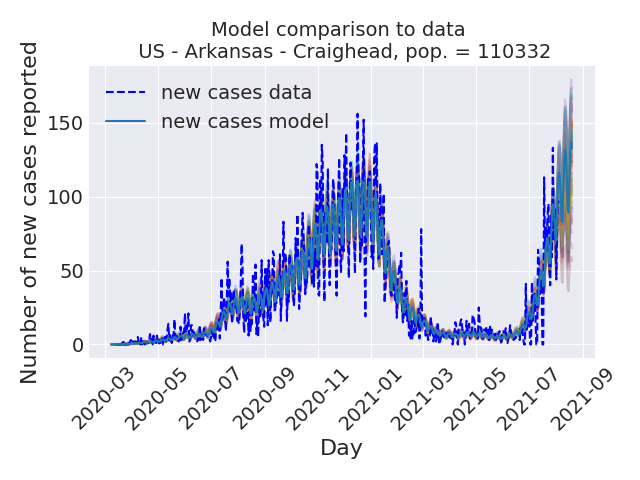 Model comparison to data
US - Arkansas - Craighead, pop. = 110332
Number of new cases reported
new cases data
new cases model
150
100
50
0
2020-03
2020-05
2020-07
2020-09
2020-11
2021-01
2021-03
2021-05
2021-07
2021-09
Day